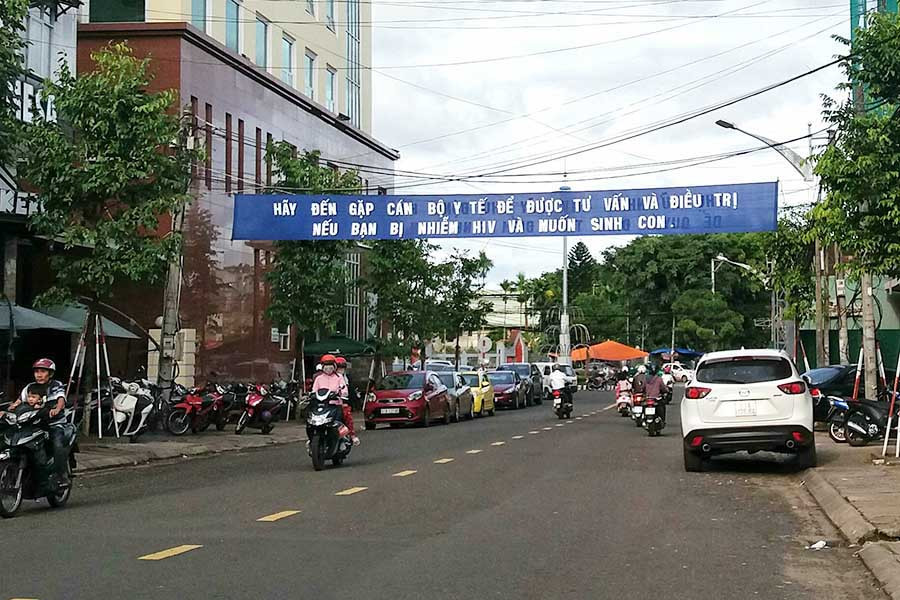 HÃY ĐẾN GẶP CÁN BỘ Y TẾ ĐỂ ĐƯỢC TƯ VẤN VÀ ĐIỀU TRỊ
NẾU BẠN BỊ NHIỄM HIV VÀ MUỐN SINH CON.